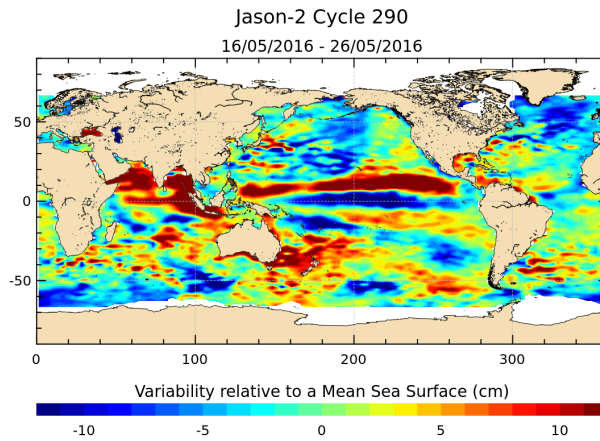 Jason-2 Cycle 290
16/05/2016 - 26/05/2016
50
0
-50
0 100 200 300
Variability relative to a Mean Sea Surface (cm)
-10 -5 0 5 10